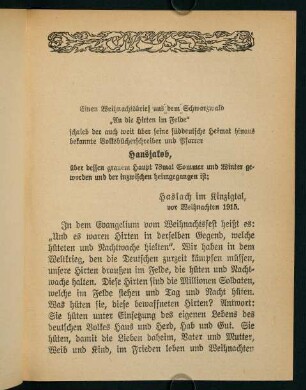 Einen Weihnachtsbrief aus dem Schwarzwald
„An die Hirten im Felde“
schrieb der auch weit über seine süddeutsche Heimat hinaus
bekannte Volksbücherschreiber und Pfarrer
Hansjakob,
über dessen grauem Haupt 78mal Sommer und Winter ge-
worden und der inzwischen heimgegangen ist:
Haslach im Kinzigtal,
vor Weihnachten 1915.
In dem Evangelium vom Weihnachtsfest heißt es:
„Und es waren Hirten in derselben Gegend, welche
hüteten und Nachtwache hielten“. Wir haben in dem
Weltkrieg, den die Deutschen zurzeit kämpfen müssen,
unsere Hirten draußen im Felde, die hüten und Nacht-
wache halten. Diese Hirten sind die Millionen Soldaten,
welche im Felde stehen und Tag und Nacht hüten.
Was hüten sie, diese bewaffneten Hirten? Antwort:
Sie hüten unter Einsetzung des eigenen Lebens des
deutschen Volkes Haus und Herd, Hab und Gut. Sie
hüten, damit die Lieben daheim, Vater und Mutter,
Weib und Kind, im Frieden leben und Weihnachten